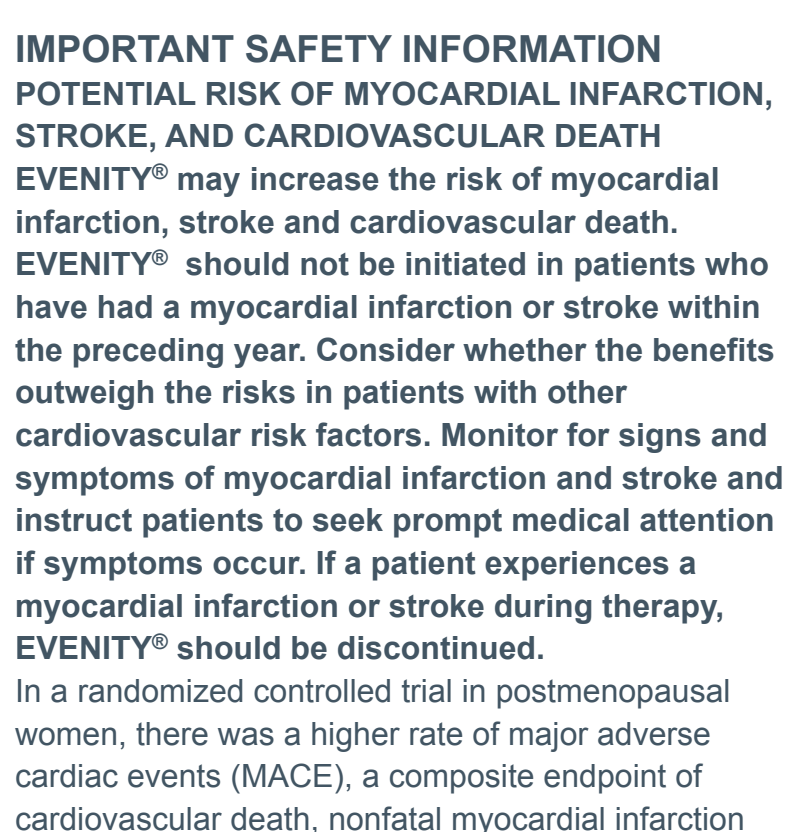 IMPORTANT SAFETY INFORMATION
POTENTIAL RISK OF MYOCARDIAL INFARCTION,
STROKE, AND CARDIOVASCULAR DEATH
EVENITY® may increase the risk of myocardial
infarction, stroke and cardiovascular death.
EVENITY®  should not be initiated in patients who
have had a myocardial infarction or stroke within
the preceding year. Consider whether the benefits
outweigh the risks in patients with other
cardiovascular risk factors. Monitor for signs and
symptoms of myocardial infarction and stroke and
instruct patients to seek prompt medical attention
if symptoms occur. If a patient experiences a
myocardial infarction or stroke during therapy,
EVENITY® should be discontinued.
In a randomized controlled trial in postmenopausal
women, there was a higher rate of major adverse
cardiac events (MACE), a composite endpoint of
cardiovascular death, nonfatal myocardial infarction